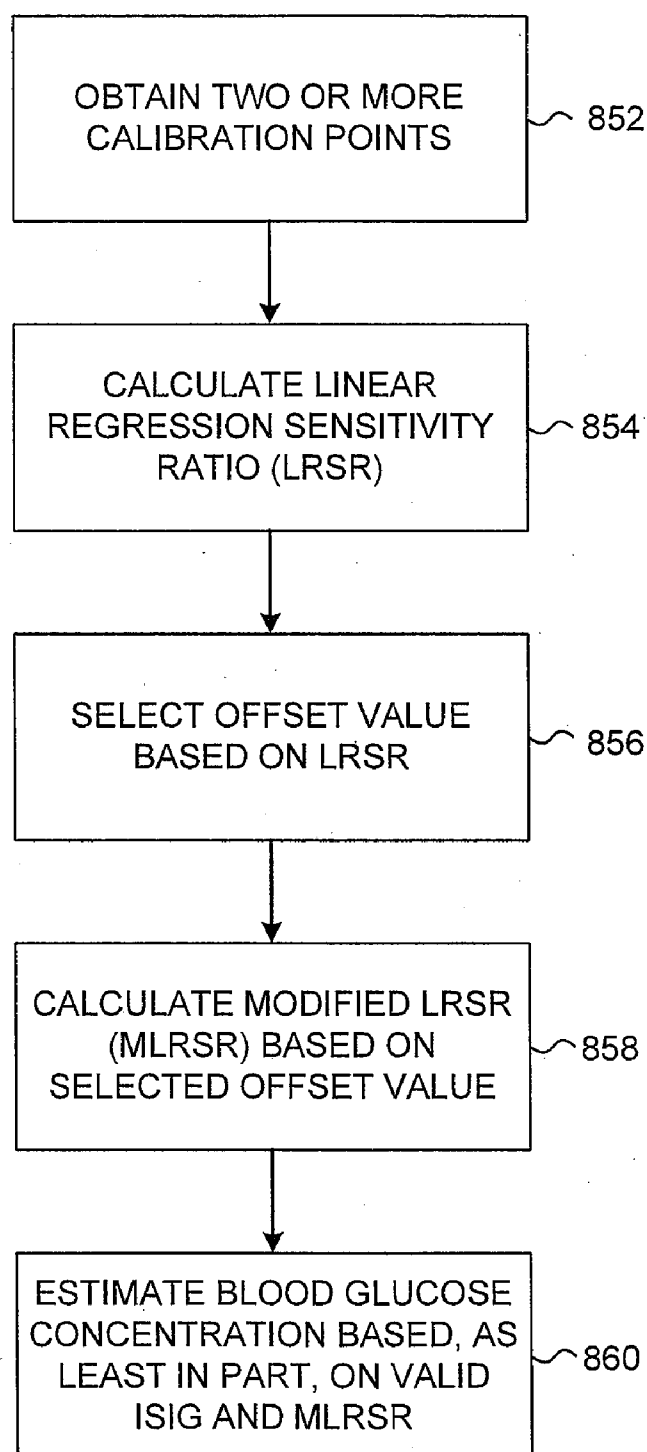 OBTAIN TWO OR MORE
CALIBRATION POINTS
852
CALCULATE LINEAR
REGRESSION SENSITIVITY
RATIO (LRSR)
854
SELECT OFFSET VALUE
BASED ON LRSR
856
CALCULATE MODIFIED LRSR
(MLRSR) BASED ON
SELECTED OFFSET VALUE
858
ESTIMATE BLOOD GLUCOSE
CONCENTRATION BASED, AS
LEAST IN PART, ON VALID
ISIG AND MLRSR
860